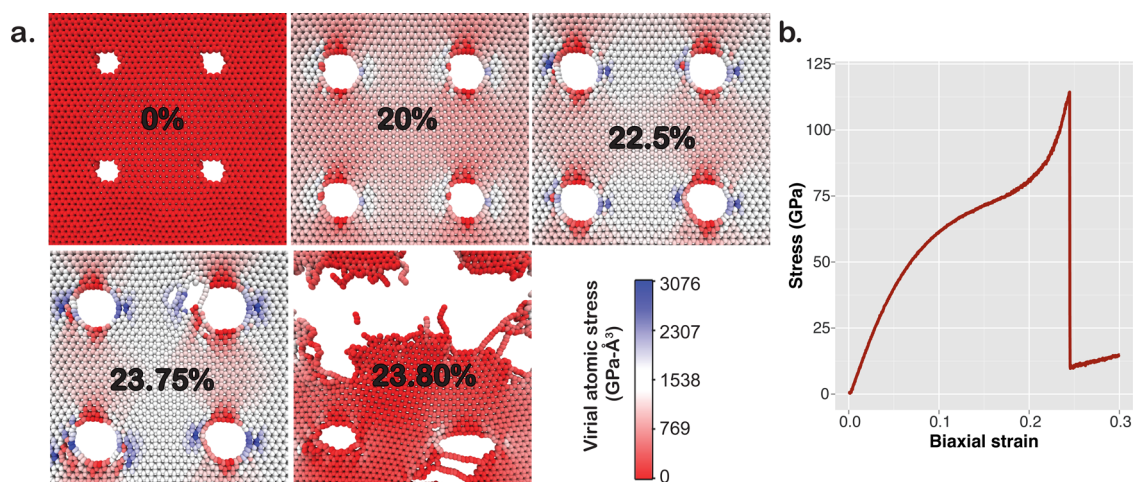 a.
0%
20%
22.5%
23.75%
23.80%
Virial atomic stress
(GPa-Å³)
3076
2307
1538
769
0
b.
Stress (GPa)
125
100
75
50
25
0
0.0 0.1 0.2 0.3
Biaxial strain